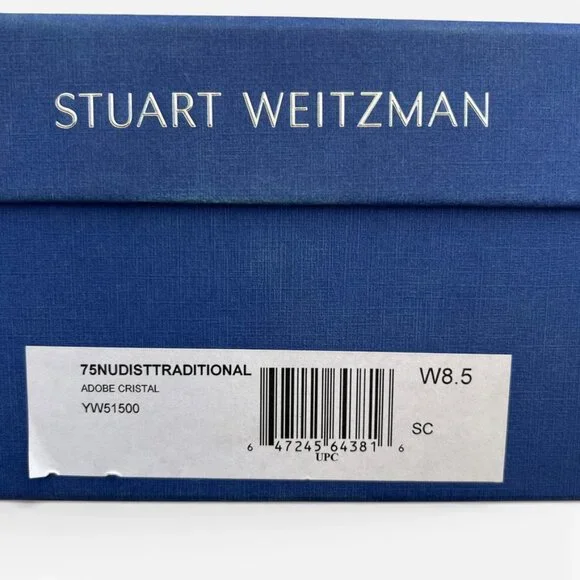 STUART WEITZMAN
75NUDISTTRADITIONAL
ADOBE CRISTAL
YW51500
W8.5
SC
6 47245 64381 6
UPC